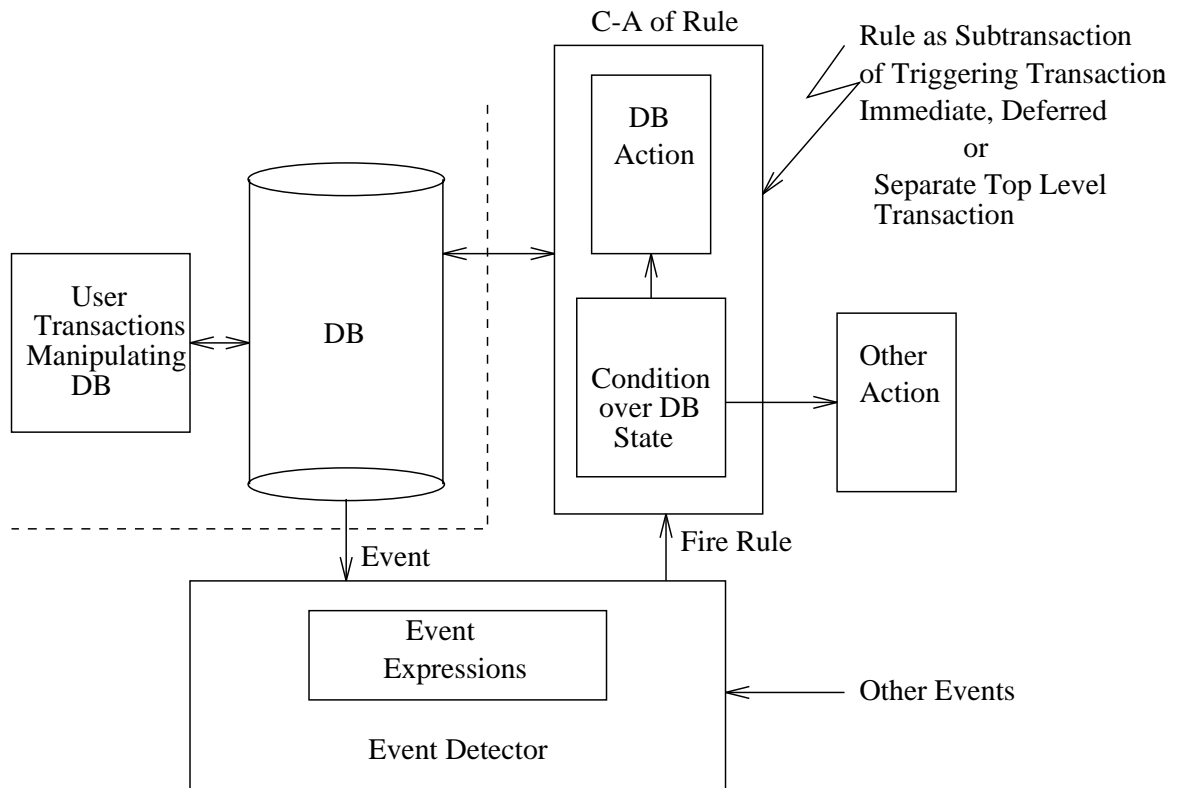 C-A of Rule
Rule as Subtransaction
of Triggering Transaction.
Immediate, Deferred
or
Separate Top Level
Transaction
DB
Action
User
Transactions
Manipulating
DB
DB
Condition
over DB
State
Other
Action
Fire Rule
Event
Event
Expressions
Other Events
Event Detector